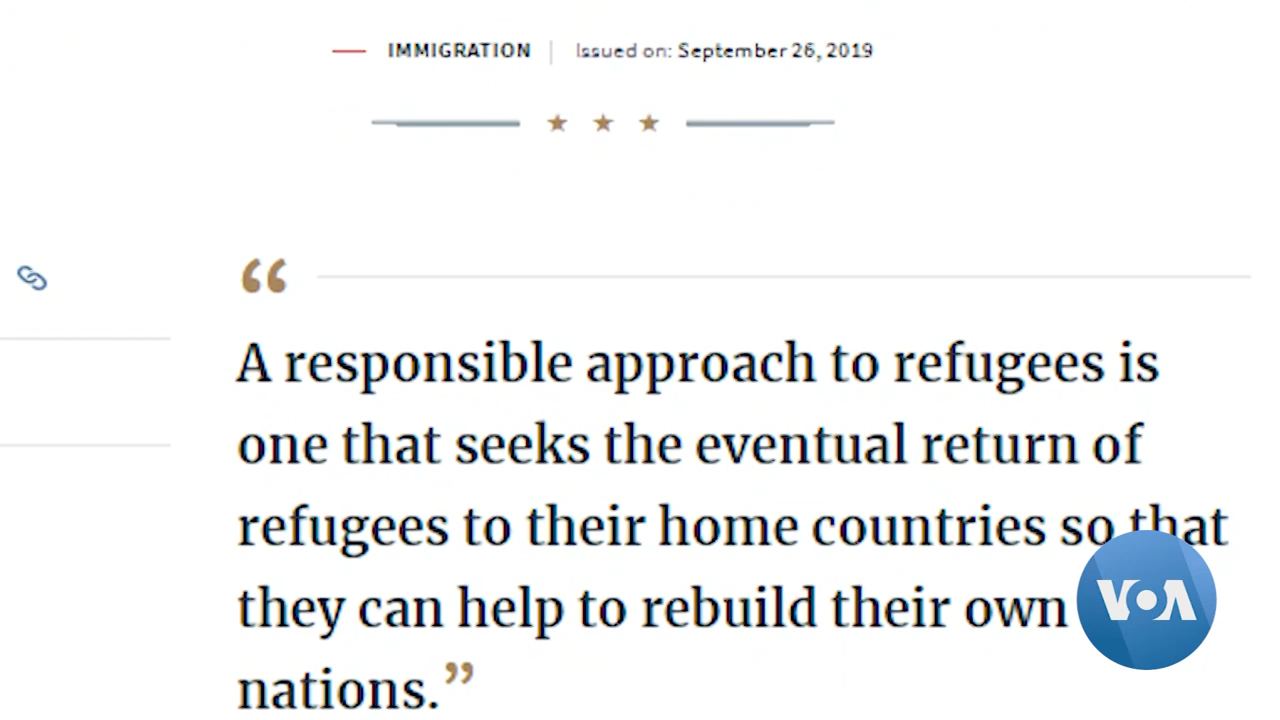 IMMIGRATION | Issued on: September 26, 2019
“
A responsible approach to refugees is
one that seeks the eventual return of
refugees to their home countries so that
they can help to rebuild their own
nations.”
VOA